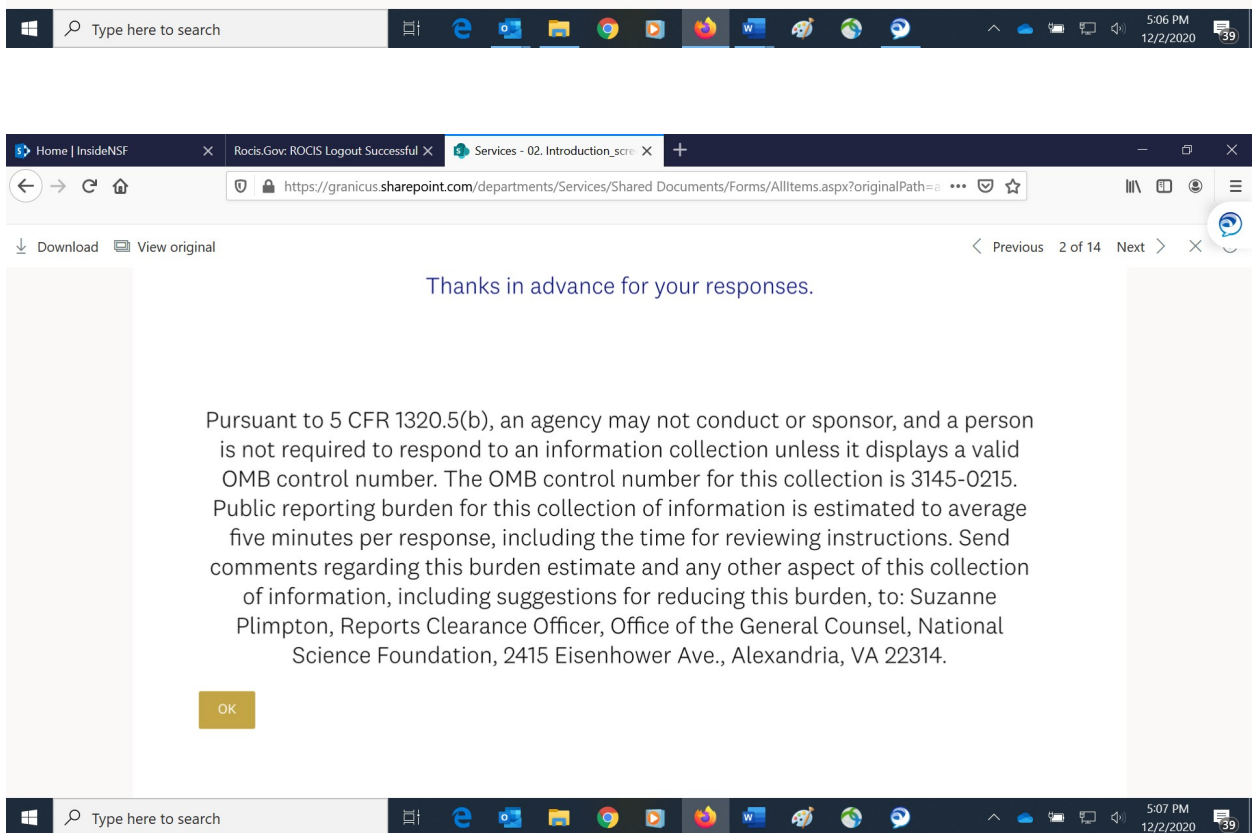 Type here to search
5:06 PM
12/2/2020
39
Home | InsideNSF
Rocis.Gov: ROCIS Logout Successful
Services - 02. Introduction_scre
https://granicus.sharepoint.com/departments/Services/Shared Documents/Forms/AllItems.aspx?originalPath=a
Download View original
Previous 2 of 14 Next
Thanks in advance for your responses.
Pursuant to 5 CFR 1320.5(b), an agency may not conduct or sponsor, and a person
is not required to respond to an information collection unless it displays a valid
OMB control number. The OMB control number for this collection is 3145-0215.
Public reporting burden for this collection of information is estimated to average
five minutes per response, including the time for reviewing instructions. Send
comments regarding this burden estimate and any other aspect of this collection
of information, including suggestions for reducing this burden, to: Suzanne
Plimpton, Reports Clearance Officer, Office of the General Counsel, National
Science Foundation, 2415 Eisenhower Ave., Alexandria, VA 22314.
OK
Type here to search
5:07 PM
12/2/2020
39